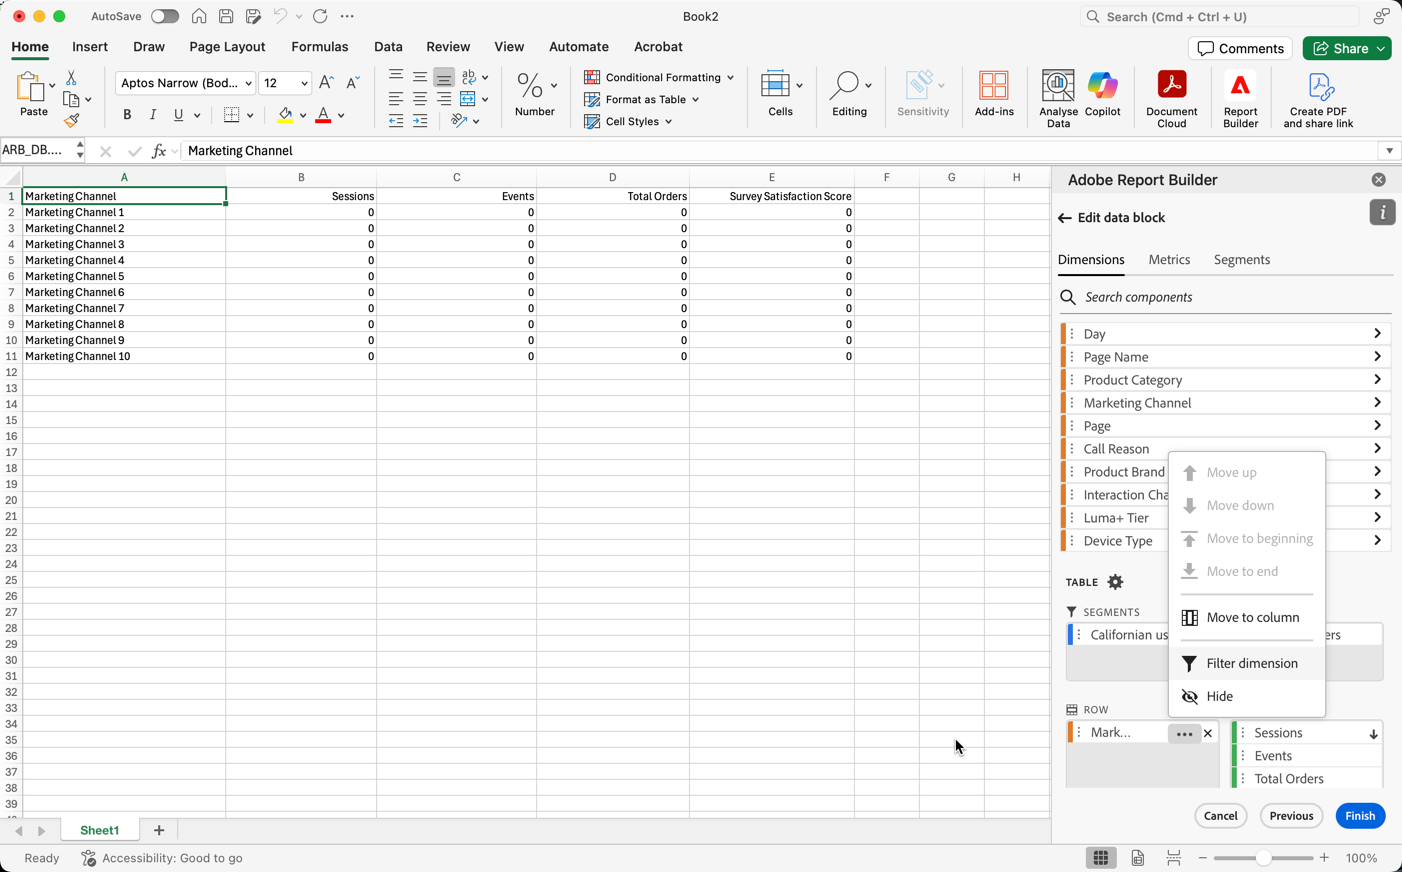 AutoSave
Book2
Search (Cmd + Ctrl + U)
Home Insert Draw Page Layout Formulas Data Review View Automate Acrobat
Comments
Share
Paste
Aptos Narrow (Bod...
12
B I U
Number
Conditional Formatting
Format as Table
Cell Styles
Cells
Editing
Sensitivity
Add-ins
Analyse Data
Copilot
Document Cloud
Report Builder
Create PDF and share link
ARB_DB....
fx
Marketing Channel
A B C D E F G H
1 Marketing Channel Sessions Events Total Orders Survey Satisfaction Score
2 Marketing Channel 1 0 0 0 0
3 Marketing Channel 2 0 0 0 0
4 Marketing Channel 3 0 0 0 0
5 Marketing Channel 4 0 0 0 0
6 Marketing Channel 5 0 0 0 0
7 Marketing Channel 6 0 0 0 0
8 Marketing Channel 7 0 0 0 0
9 Marketing Channel 8 0 0 0 0
10 Marketing Channel 9 0 0 0 0
11 Marketing Channel 10 0 0 0 0
12
13
14
15
16
17
18
19
20
21
22
23
24
25
26
27
28
29
30
31
32
33
34
35
36
37
38
39
Adobe Report Builder
Edit data block
Dimensions Metrics Segments
Search components
Day
Page Name
Product Category
Marketing Channel
Page
Call Reason
Product Brand
Interaction Cha
Luma+ Tier
Device Type
Move up
Move down
Move to beginning
Move to end
Move to column
Filter dimension
Hide
TABLE
SEGMENTS
Californian us
ers
ROW
Mark...
Sessions
Events
Total Orders
Cancel
Previous
Finish
Sheet1
Ready
Accessibility: Good to go
100%